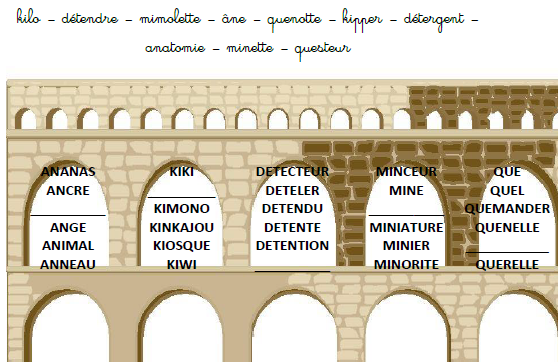 kilo – détendre – mimolette – âne – quenotte – kipper – détergent –
anatomie – minette – questeur
ANANAS
ANCRE
ANGE
ANIMAL
ANNEAU
KIKI
KIMONO
KINKAJOU
KIOSQUE
KIWI
DETECTEUR
DETELER
DETENDU
DETENTE
DETENTION
MINCEUR
MINE
MINIATURE
MINIER
MINORITE
QUE
QUEL
QUEMANDER
QUENELLE
QUERELLE